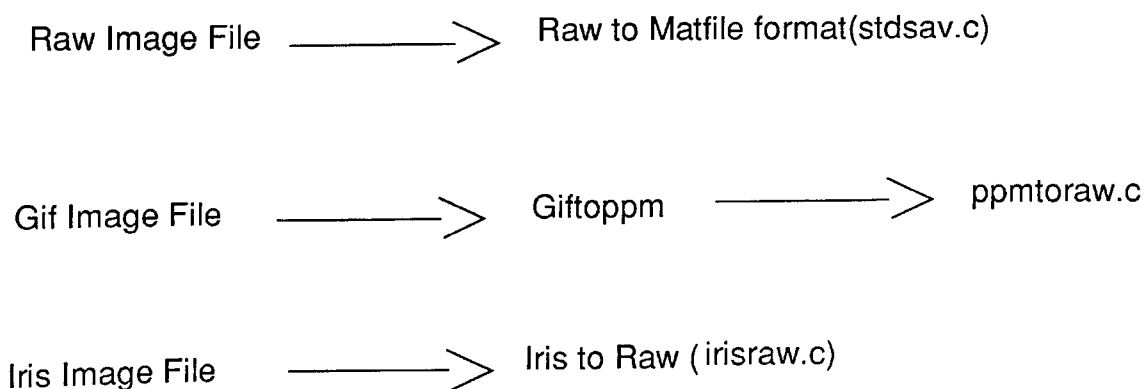 Raw Image File Raw to Matfile format(stdsav.c)
Gif Image File Giftoppm ppmtoraw.c
Iris Image File Iris to Raw (irisraw.c)